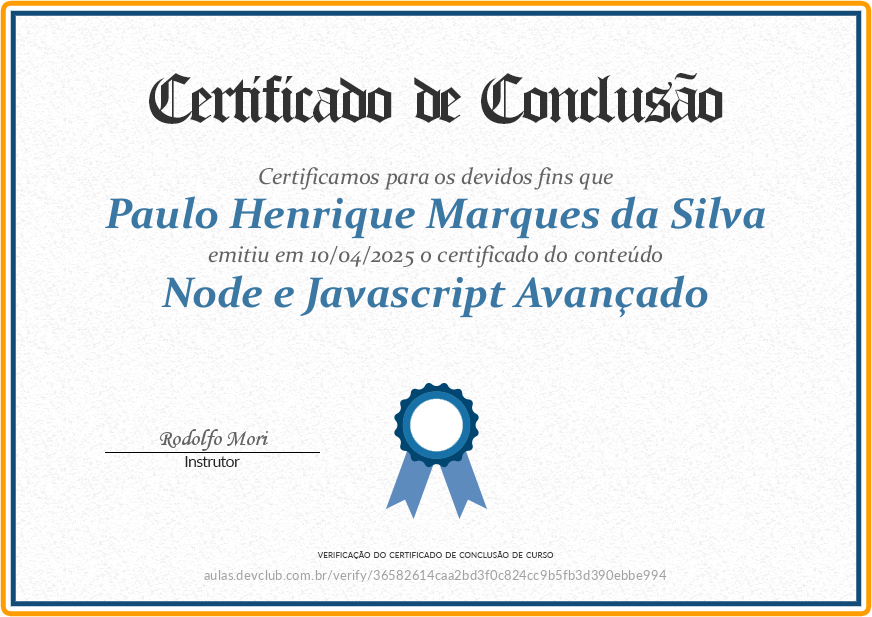 Certificado de Conclusão
Certificamos para os devidos fins que
Paulo Henrique Marques da Silva
emitiu em 10/04/2025 o certificado do conteúdo
Node e Javascript Avançado
Rodolfo Mori
Instrutor
VERIFICAÇÃO DO CERTIFICADO DE CONCLUSÃO DE CURSO
aulas.devclub.com.br/verify/36582614caa2bd3f0c824cc9b5fb3d390ebbe994